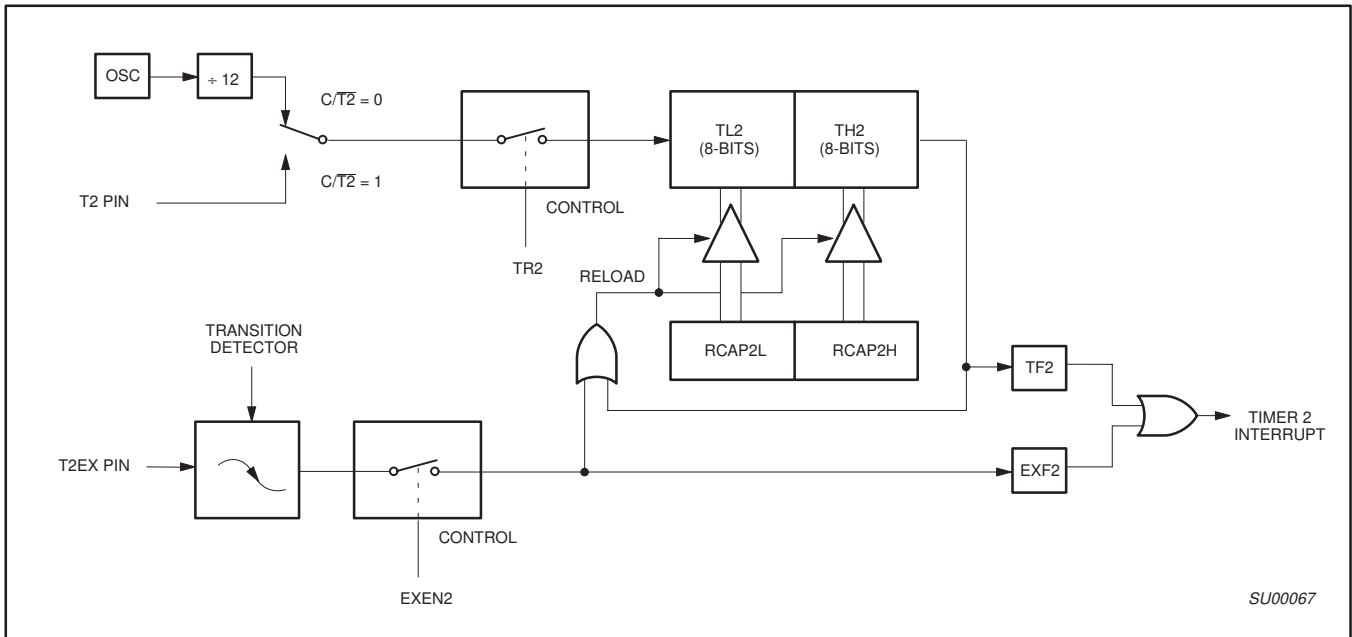 OSC
÷ 12
C/T2 = 0
C/T2 = 1
T2 PIN
CONTROL
TR2
TL2
(8-BITS)
TH2
(8-BITS)
RELOAD
RCAP2L
RCAP2H
TRANSITION
DETECTOR
T2EX PIN
CONTROL
EXEN2
TF2
EXF2
TIMER 2
INTERRUPT
SU00067